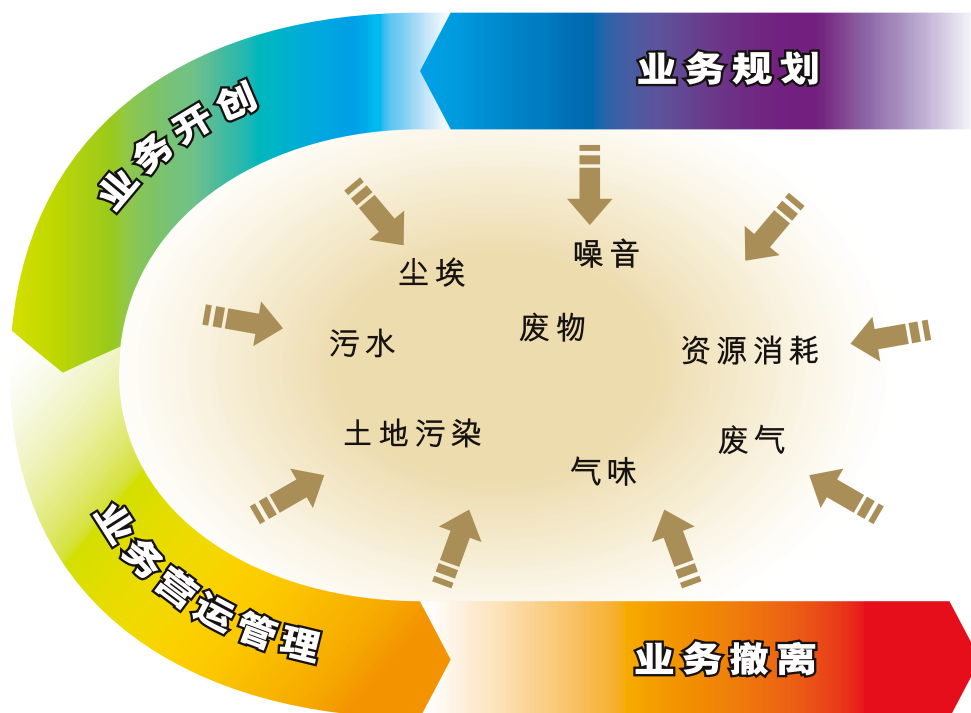 业务规划
业务开创
噪音
尘埃
废物
污水
资源消耗
土地污染
废气
气味
业务营运管理
业务撤离